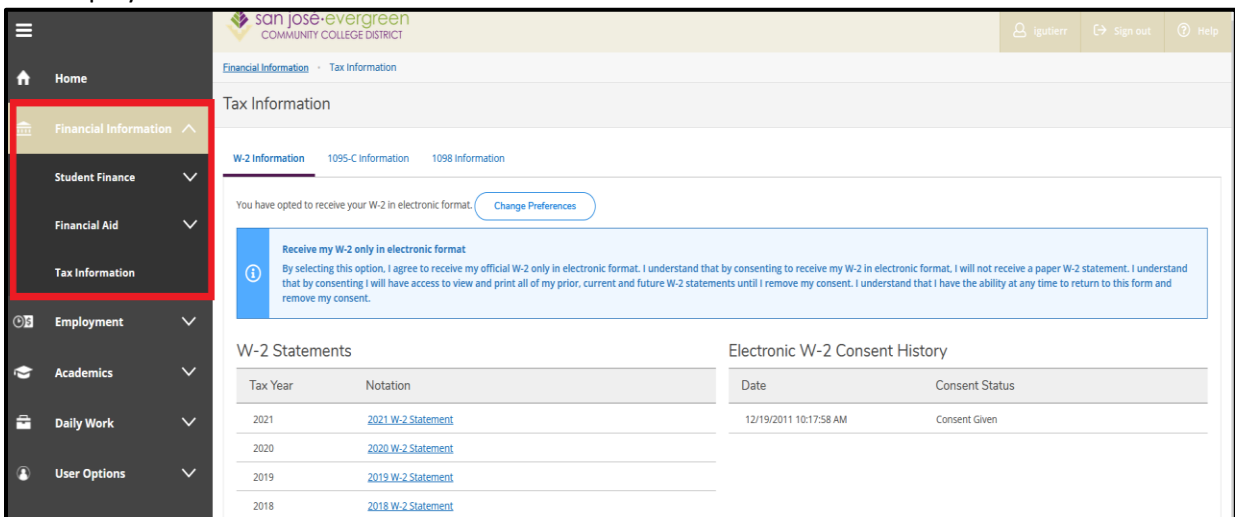 san josé·evergreen
COMMUNITY COLLEGE DISTRICT
igutierr
Sign out
Help
Home
Financial Information
Student Finance
Financial Aid
Tax Information
Employment
Academics
Daily Work
User Options
Financial Information · Tax Information
Tax Information
W-2 Information 1095-C Information 1098 Information
You have opted to receive your W-2 in electronic format. Change Preferences
Receive my W-2 only in electronic format
By selecting this option, I agree to receive my official W-2 only in electronic format. I understand that by consenting to receive my W-2 in electronic format, I will not receive a paper W-2 statement. I understand
that by consenting I will have access to view and print all of my prior, current and future W-2 statements until I remove my consent. I understand that I have the ability at any time to return to this form and
remove my consent.
W-2 Statements
Tax Year Notation
2021 2021 W-2 Statement
2020 2020 W-2 Statement
2019 2019 W-2 Statement
2018 2018 W-2 Statement
Electronic W-2 Consent History
Date Consent Status
12/19/2011 10:17:58 AM Consent Given